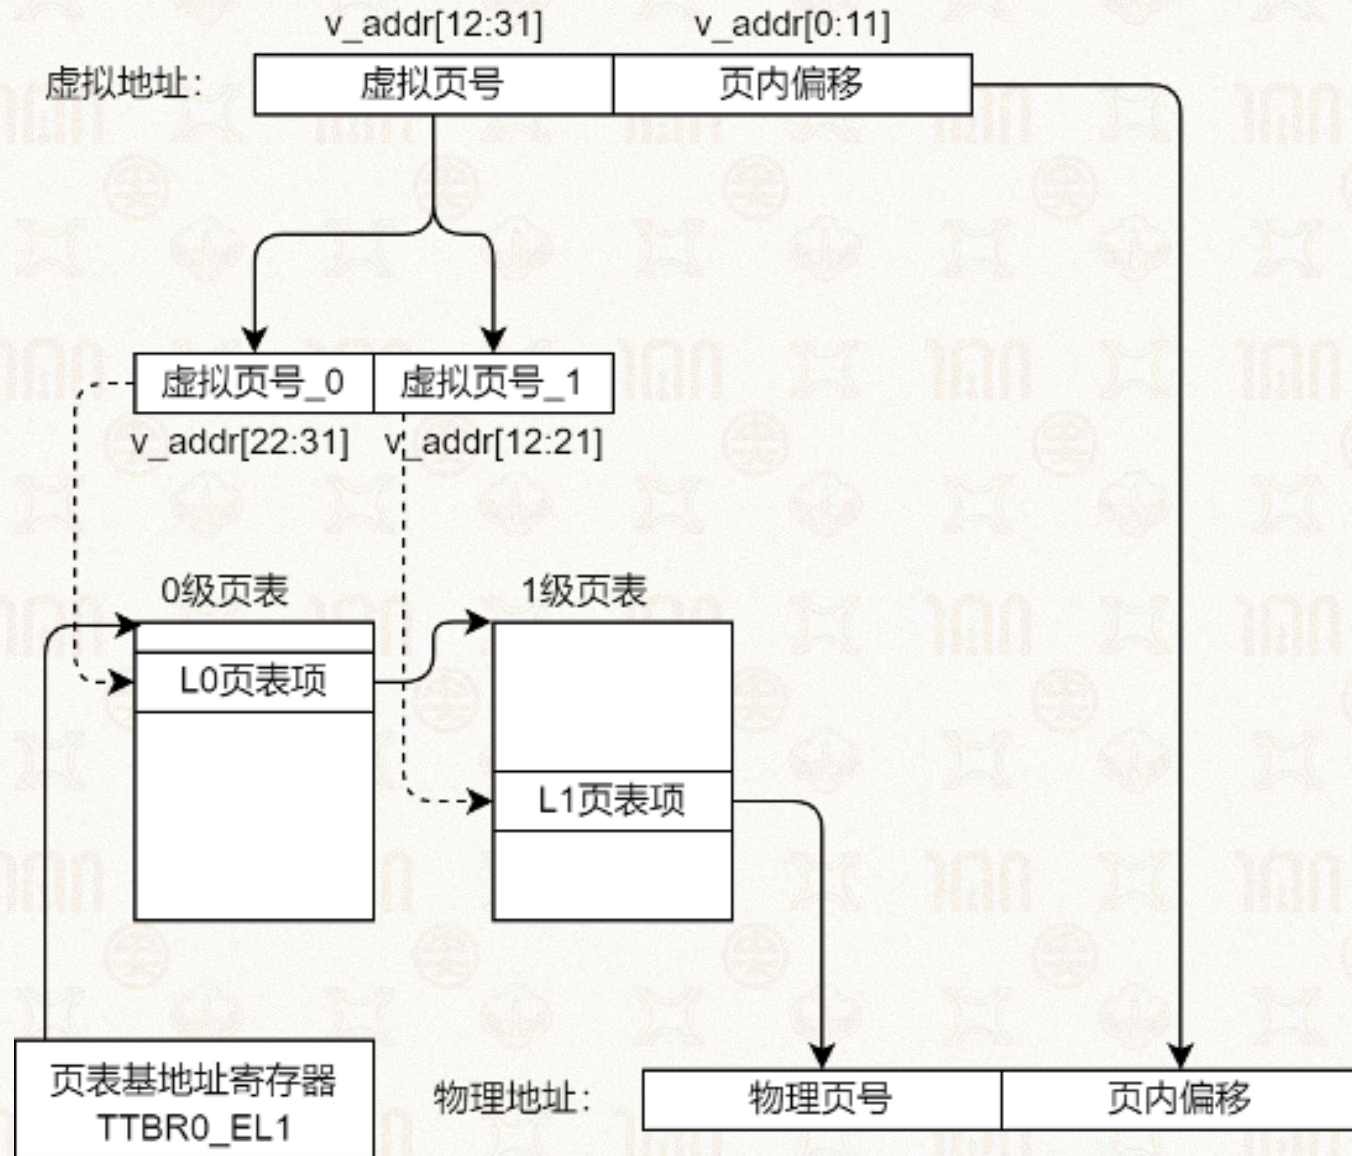 v_addr[12:31] v_addr[0:11]
虚拟地址: 虚拟页号 页内偏移
虚拟页号_0 虚拟页号_1
v_addr[22:31] v_addr[12:21]
0级页表 1级页表
L0页表项
L1页表项
页表基地址寄存器
TTBR0_EL1
物理地址: 物理页号 页内偏移